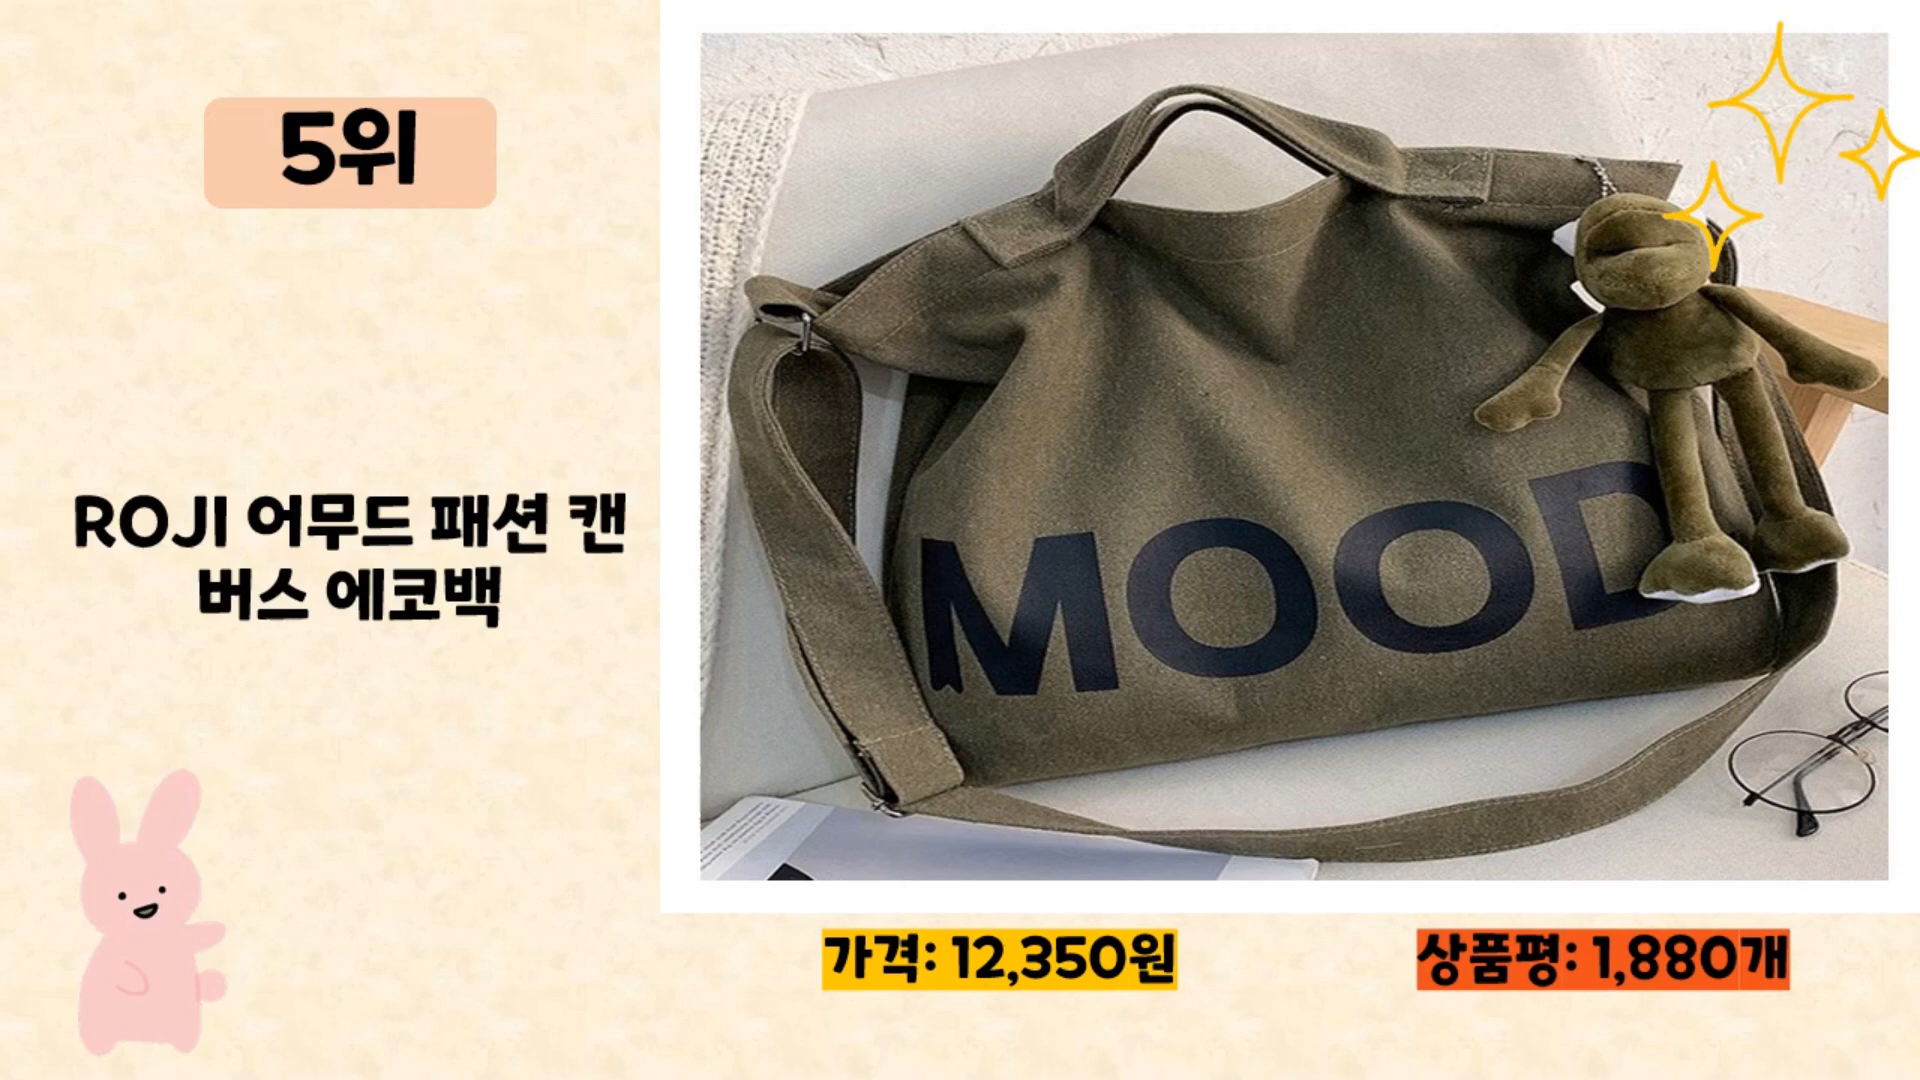 5위
ROJI 어무드 패션 캔
버스 에코백
MOOD
가격: 12,350원
상품평: 1,880개